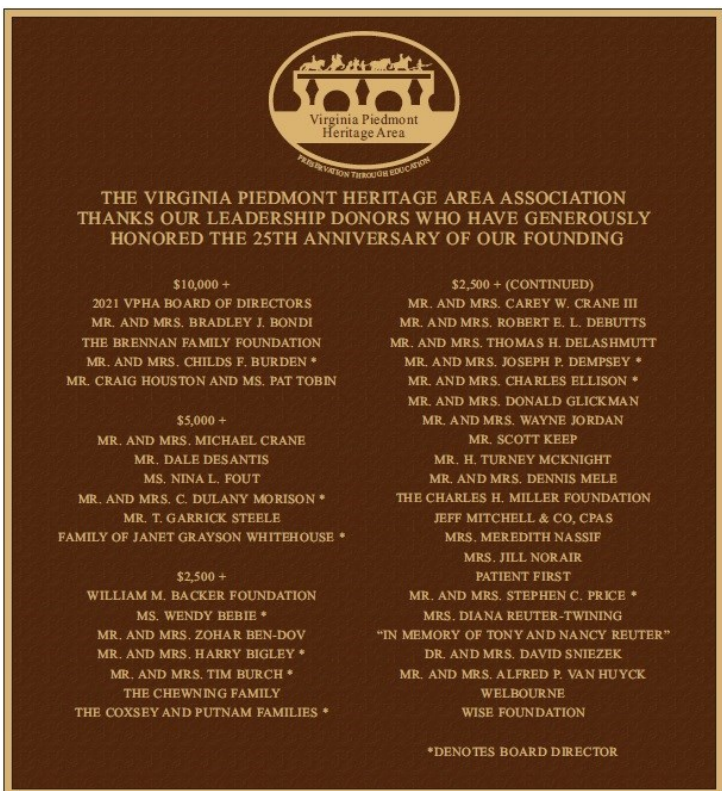 Virginia Piedmont
Heritage Area
PRESERVATION THROUGH EDUCATION
THE VIRGINIA PIEDMONT HERITAGE AREA ASSOCIATION
THANKS OUR LEADERSHIP DONORS WHO HAVE GENEROUSLY
HONORED THE 25TH ANNIVERSARY OF OUR FOUNDING
$10,000 +
2021 VPHA BOARD OF DIRECTORS
MR. AND MRS. BRADLEY J. BONDI
THE BRENNAN FAMILY FOUNDATION
MR. AND MRS. CHILDS F. BURDEN *
MR. CRAIG HOUSTON AND MS. PAT TOBIN
$5,000 +
MR. AND MRS. MICHAEL CRANE
MR. DALE DESANTIS
MS. NINA L. FOUT
MR. AND MRS. C. DULANY MORISON *
MR. T. GARRICK STEELE
FAMILY OF JANET GRAYSON WHITEHOUSE *
$2,500 +
WILLIAM M. BACKER FOUNDATION
MS. WENDY BEBIE *
MR. AND MRS. ZOHAR BEN-DOV
MR. AND MRS. HARRY BIGLEY *
MR. AND MRS. TIM BURCH *
THE CHEWNING FAMILY
THE COXSEY AND PUTNAM FAMILIES *
$2,500 + (CONTINUED)
MR. AND MRS. CAREY W. CRANE III
MR. AND MRS. ROBERT E. L. DEBUTTS
MR. AND MRS. THOMAS H. DELASHMUTT
MR. AND MRS. JOSEPH P. DEMPSEY *
MR. AND MRS. CHARLES ELLISON *
MR. AND MRS. DONALD GLICKMAN
MR. AND MRS. WAYNE JORDAN
MR. SCOTT KEEP
MR. H. TURNEY MCKNIGHT
MR. AND MRS. DENNIS MELE
THE CHARLES H. MILLER FOUNDATION
JEFF MITCHELL & CO, CPAS
MRS. MEREDITH NASSIF
MRS. JILL NORAIR
PATIENT FIRST
MR. AND MRS. STEPHEN C. PRICE *
MRS. DIANA REUTER-TWINING
“IN MEMORY OF TONY AND NANCY REUTER”
DR. AND MRS. DAVID SNIEZEK
MR. AND MRS. ALFRED P. VAN HUYCK
WELBOURNE
WISE FOUNDATION
*DENOTES BOARD DIRECTOR